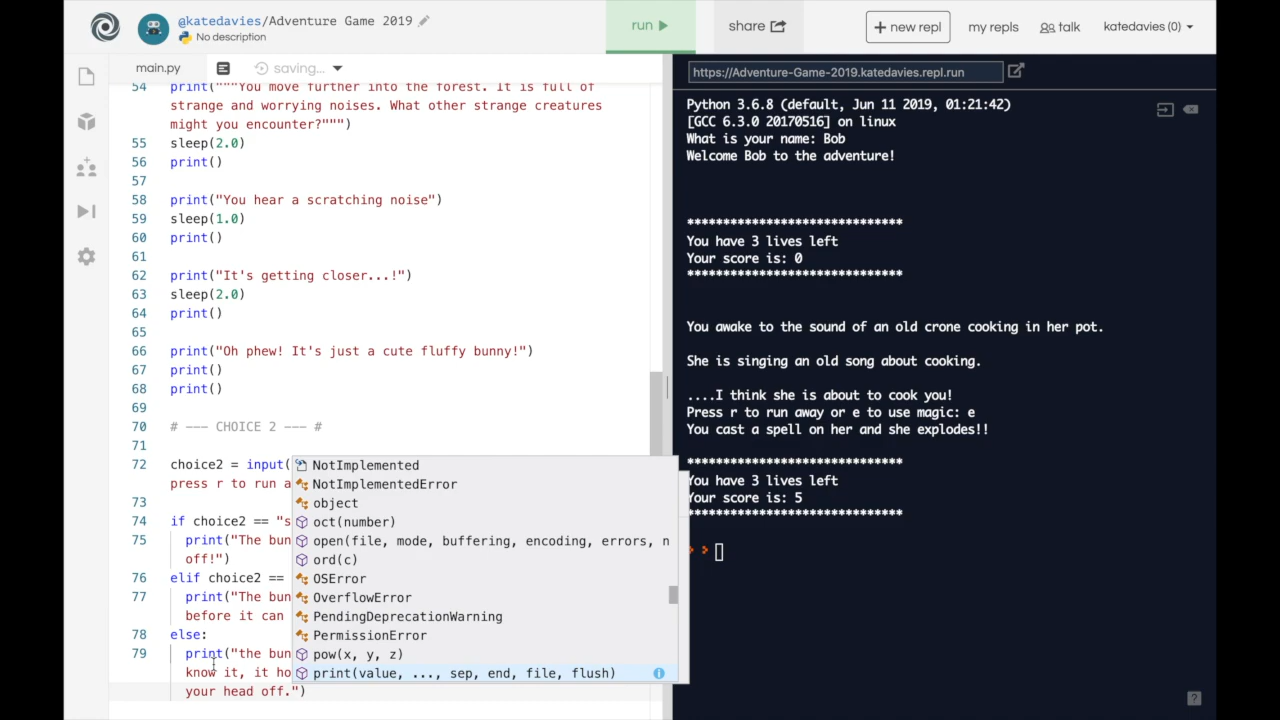 @katedavies/Adventure Game 2019
No description
run
share
+ new repl
my repls
talk
katedavies (0)
main.py
saving...
https://Adventure-Game-2019.katedavies.repl.run
54 print("""You move further into the forest. It is full of
strange and worrying noises. What other strange creatures
might you encounter?""")
55 sleep(2.0)
56 print()
57
58 print("You hear a scratching noise")
59 sleep(1.0)
60 print()
61
62 print("It's getting closer...!")
63 sleep(2.0)
64 print()
65
66 print("Oh phew! It's just a cute fluffy bunny!")
67 print()
68 print()
69
70 # --- CHOICE 2 --- #
71
72 choice2 = input(
press r to run a
73
74 if choice2 == "s
75 print("The bun
off!")
76 elif choice2 ==
77 print("The bun
before it can
78 else:
79 print("the bun
know it, it ho
your head off.")
NotImplemented
NotImplementedError
object
oct(number)
open(file, mode, buffering, encoding, errors, n
ord(c)
OSError
OverflowError
PendingDeprecationWarning
PermissionError
pow(x, y, z)
print(value, ..., sep, end, file, flush)
Python 3.6.8 (default, Jun 11 2019, 01:21:42)
[GCC 6.3.0 20170516] on linux
What is your name: Bob
Welcome Bob to the adventure!
******************************
You have 3 lives left
Your score is: 0
******************************
You awake to the sound of an old crone cooking in her pot.
She is singing an old song about cooking.
....I think she is about to cook you!
Press r to run away or e to use magic: e
You cast a spell on her and she explodes!!
******************************
You have 3 lives left
Your score is: 5
******************************
?